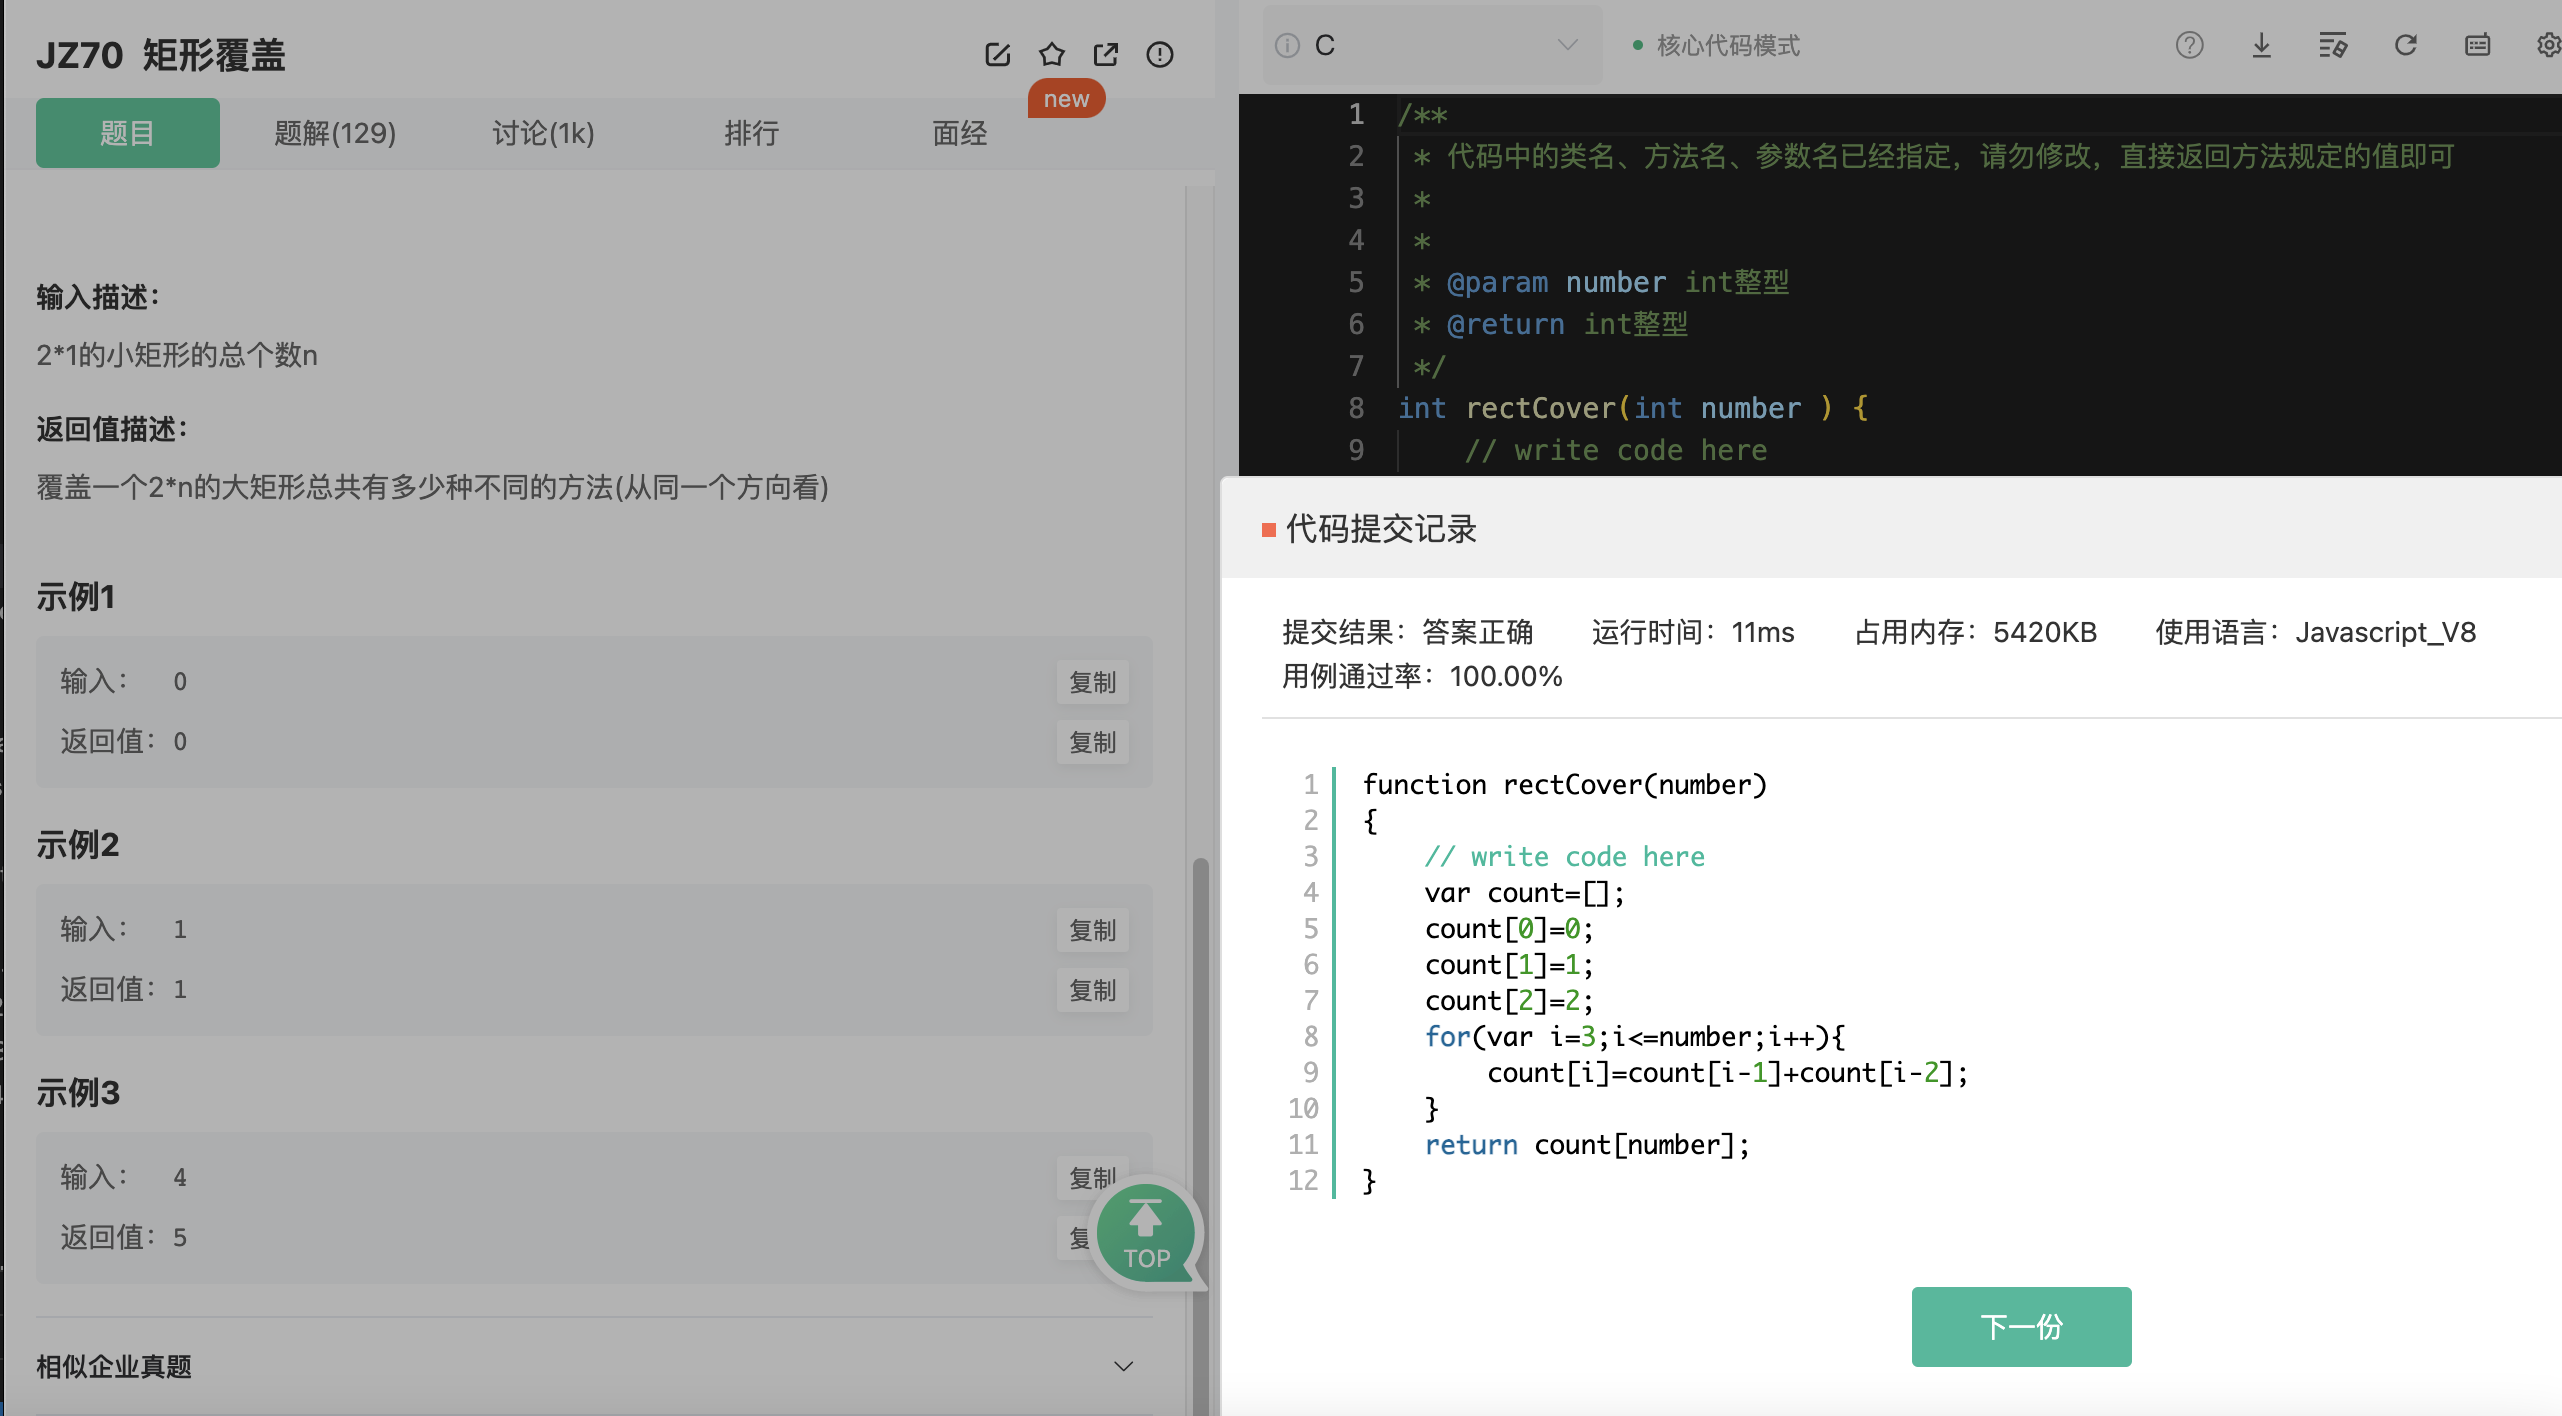 JZ70 矩形覆盖
new
题目 题解(129) 讨论(1k) 排行 面经
输入描述：
2*1的小矩形的总个数n
返回值描述：
覆盖一个2*n的大矩形总共有多少种不同的方法(从同一个方向看)
示例1
输入： 0 复制
返回值： 0 复制
示例2
输入： 1 复制
返回值： 1 复制
示例3
输入： 4 复制
返回值： 5 复
TOP
相似企业真题
C 核心代码模式
1 /**
2 * 代码中的类名、方法名、参数名已经指定，请勿修改，直接返回方法规定的值即可
3 *
4 *
5 * @param number int整型
6 * @return int整型
7 */
8 int rectCover(int number ) {
9 // write code here
代码提交记录
提交结果：答案正确 运行时间：11ms 占用内存：5420KB 使用语言：Javascript_V8
用例通过率：100.00%
1 function rectCover(number)
2 {
3 // write code here
4 var count=[];
5 count[0]=0;
6 count[1]=1;
7 count[2]=2;
8 for(var i=3;i<=number;i++){
9 count[i]=count[i-1]+count[i-2];
10 }
11 return count[number];
12 }
下一份